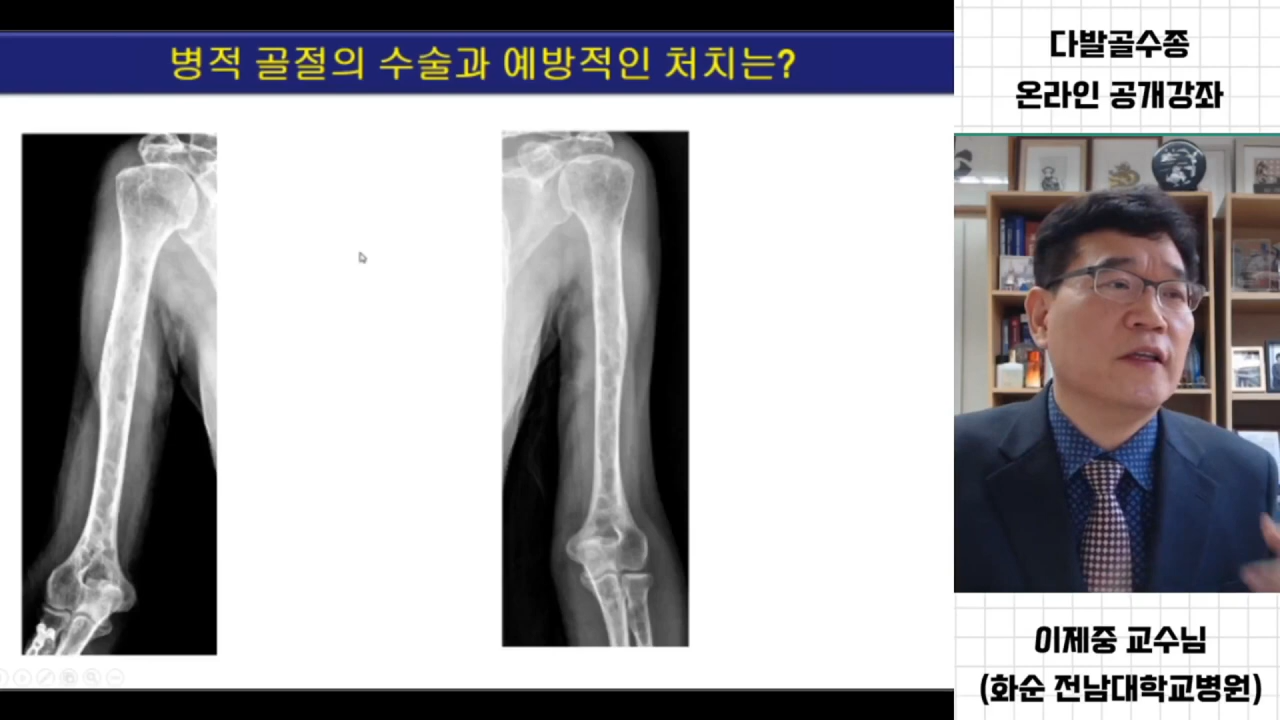 병적 골절의 수술과 예방적인 처치는?
다발골수종
온라인 공개강좌
이제중 교수님
(화순 전남대학교병원)